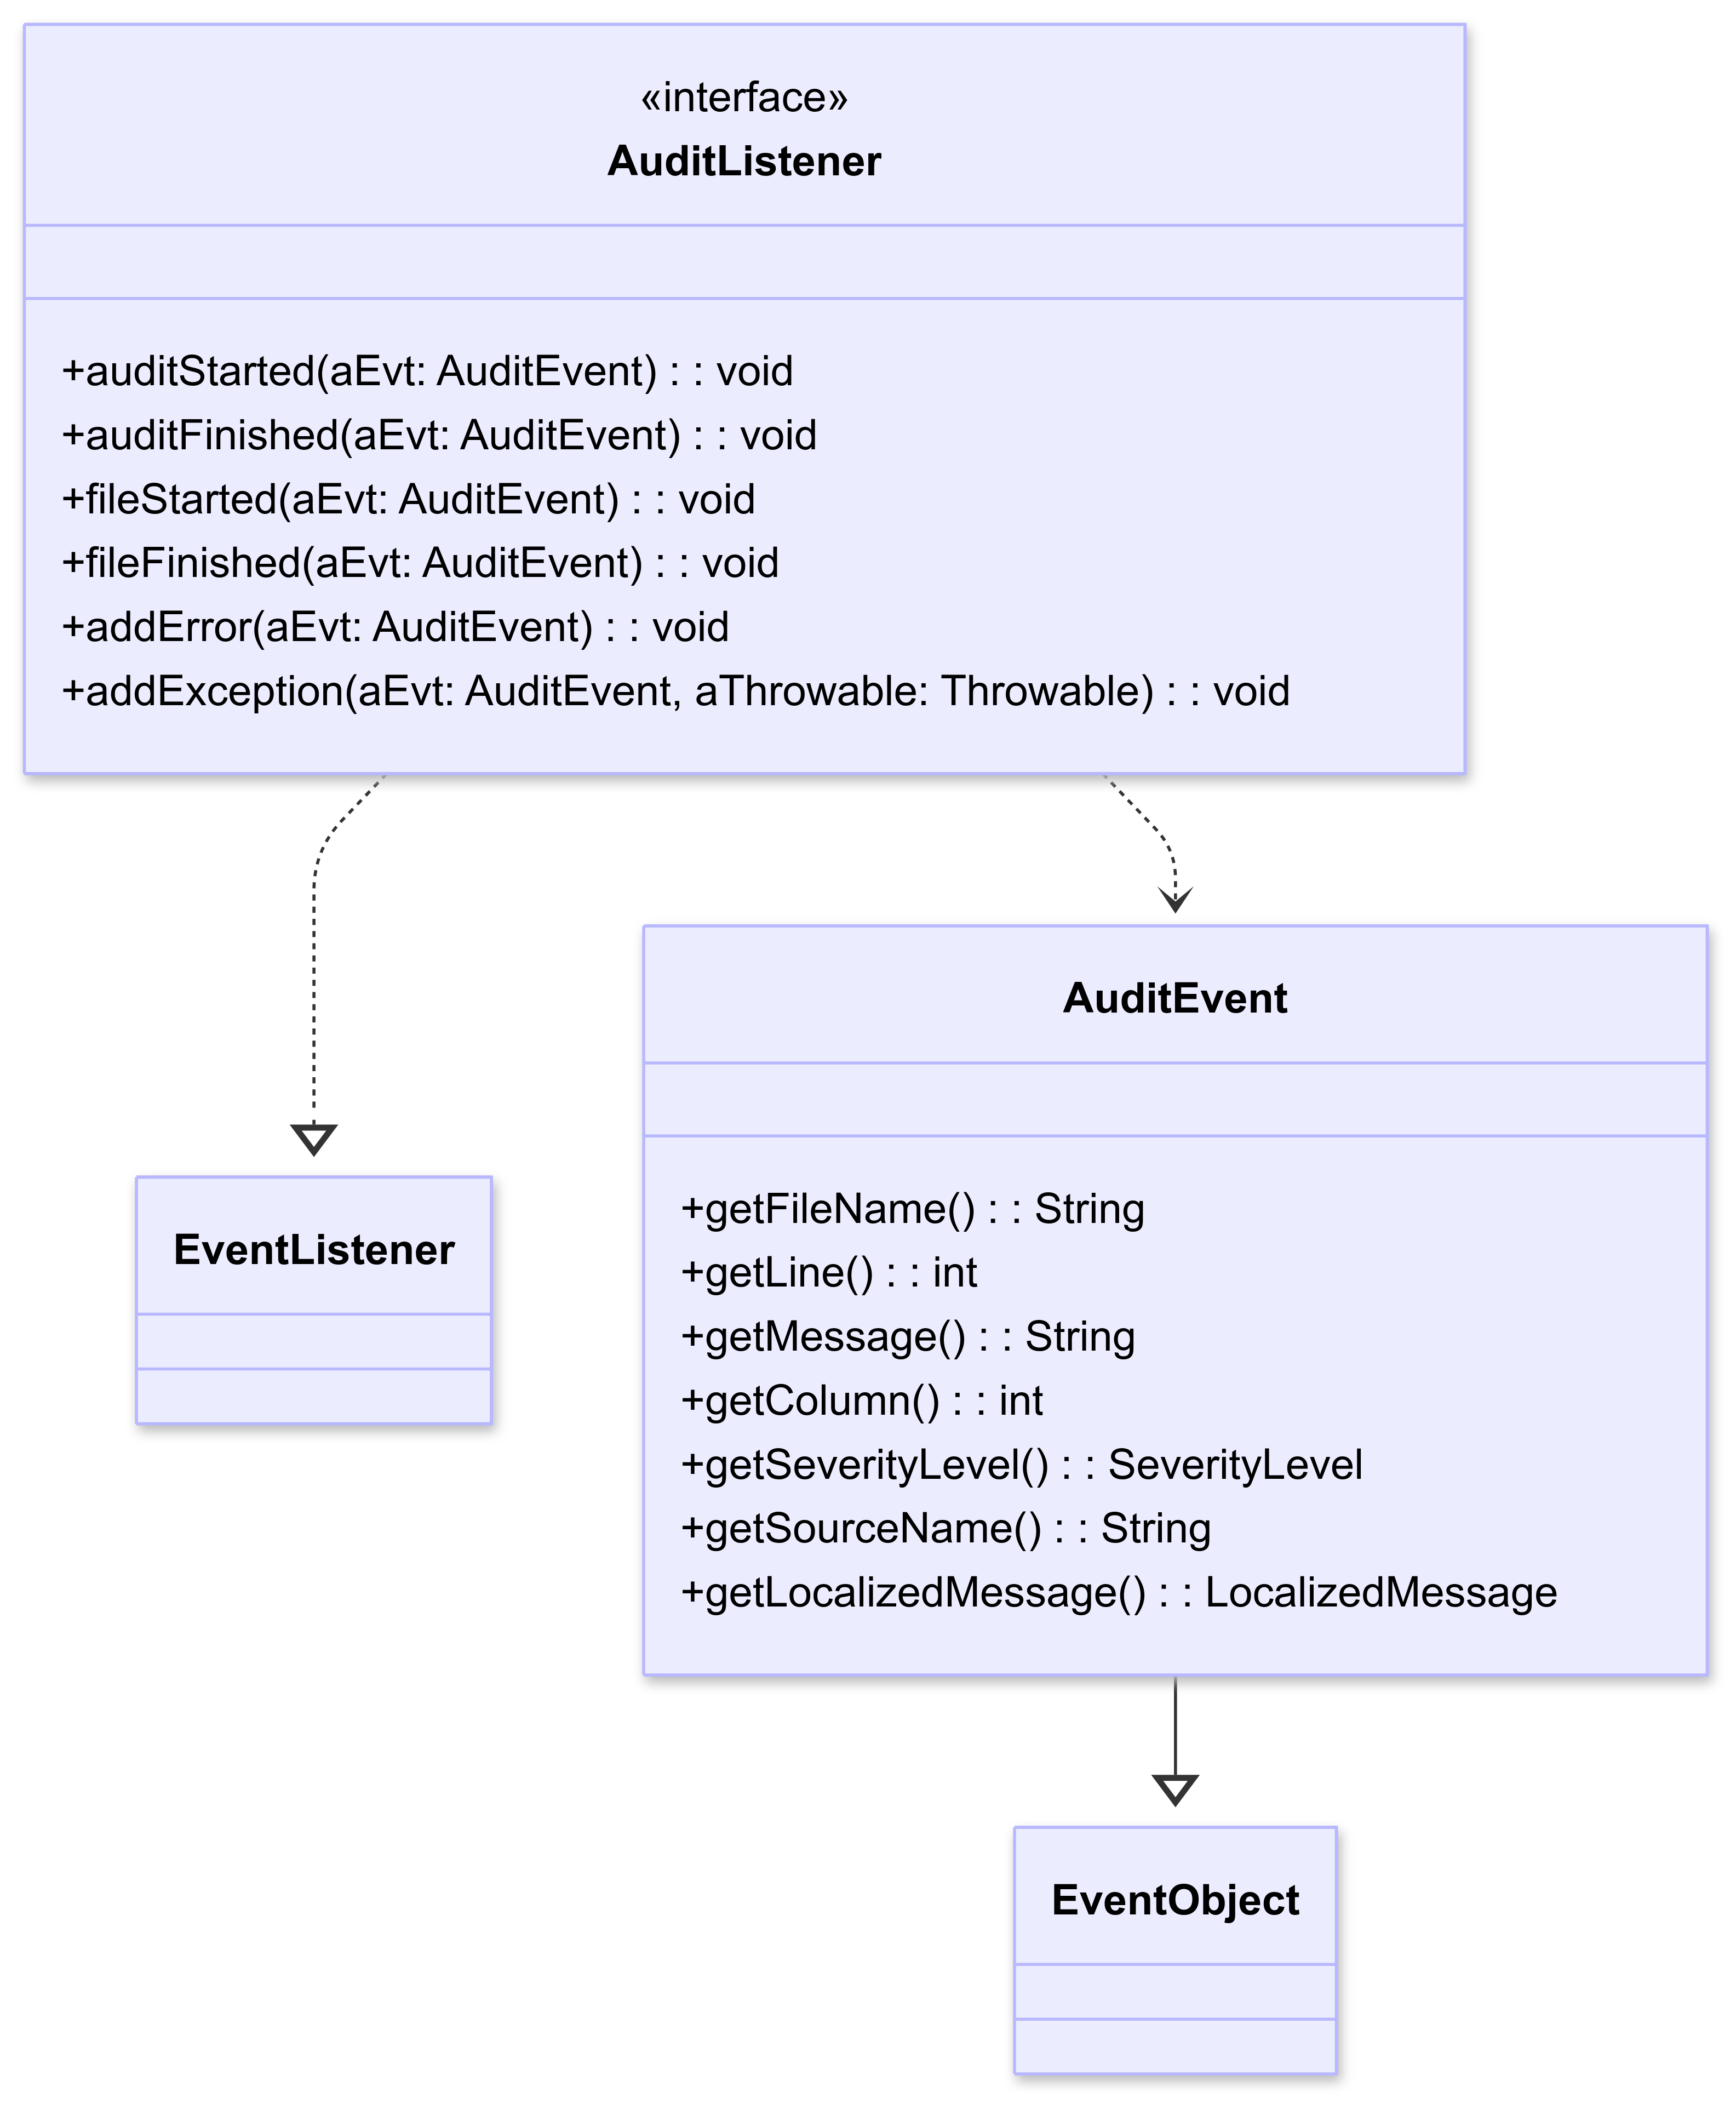 «interface»
AuditListener
+auditStarted(aEvt: AuditEvent) : : void
+auditFinished(aEvt: AuditEvent) : : void
+fileStarted(aEvt: AuditEvent) : : void
+fileFinished(aEvt: AuditEvent) : : void
+addError(aEvt: AuditEvent) : : void
+addException(aEvt: AuditEvent, aThrowable: Throwable) : : void
EventListener
AuditEvent
+getFileName() : : String
+getLine() : : int
+getMessage() : : String
+getColumn() : : int
+getSeverityLevel() : : SeverityLevel
+getSourceName() : : String
+getLocalizedMessage() : : LocalizedMessage
EventObject